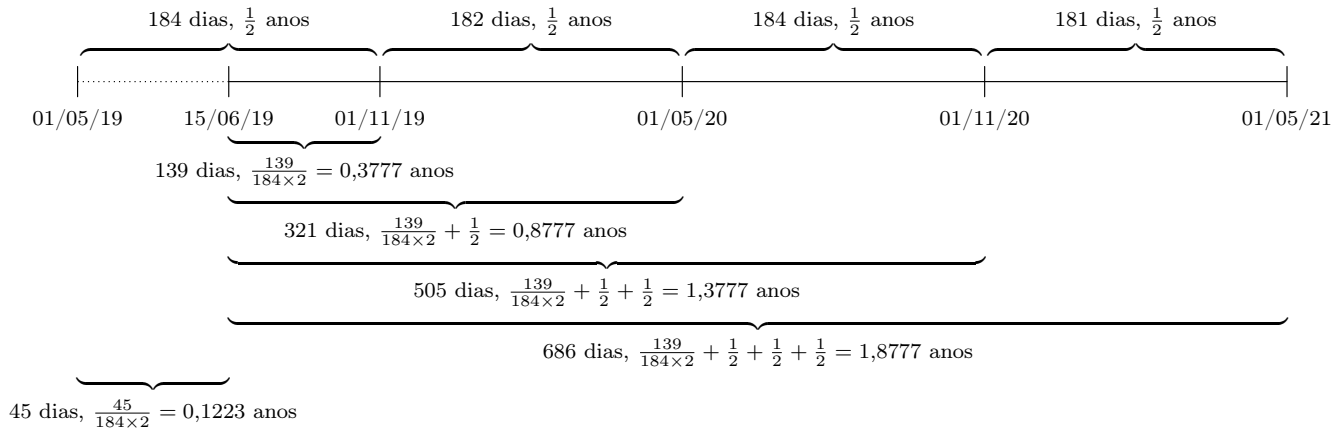 184 dias, 1/2 anos 182 dias, 1/2 anos 184 dias, 1/2 anos 181 dias, 1/2 anos
01/05/19 15/06/19 01/11/19 01/05/20 01/11/20 01/05/21
139 dias, 139/(184×2) = 0,3777 anos
321 dias, 139/(184×2) + 1/2 = 0,8777 anos
505 dias, 139/(184×2) + 1/2 + 1/2 = 1,3777 anos
686 dias, 139/(184×2) + 1/2 + 1/2 + 1/2 = 1,8777 anos
45 dias, 45/(184×2) = 0,1223 anos